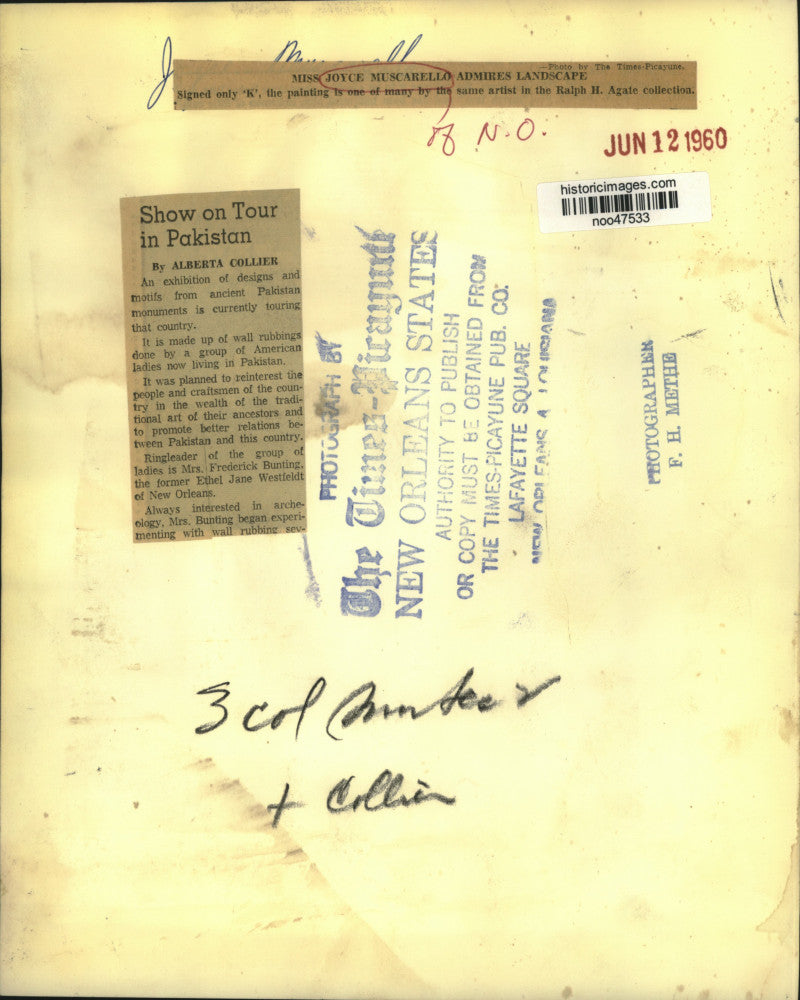 —Photo by The Times-Picayune.
MISS JOYCE MUSCARELLO ADMIRES LANDSCAPE
Signed only 'K', the painting is one of many by the same artist in the Ralph H. Agate collection.
of N.O.
JUN 12 1960
historicimages.com
noo47533
Show on Tour
in Pakistan
By ALBERTA COLLIER
An exhibition of designs and
motifs from ancient Pakistan
monuments is currently touring
that country.
It is made up of wall rubbings
done by a group of American
ladies now living in Pakistan.
It was planned to reinterest the
people and craftsmen of the coun-
try in the wealth of the tradi-
tional art of their ancestors and
to promote better relations be-
tween Pakistan and this country.
Ringleader of the group of
ladies is Mrs. Frederick Bunting,
the former Ethel Jane Westfeldt
of New Orleans.
Always interested in arche-
ology, Mrs. Bunting began experi-
menting with wall rubbing sev-
PHOTOGRAPH BY
The Times-Picayune
NEW ORLEANS STATES
AUTHORITY TO PUBLISH
OR COPY MUST BE OBTAINED FROM
THE TIMES-PICAYUNE PUB. CO.
LAFAYETTE SQUARE
NEW ORLEANS 4, LOUISIANA
PHOTOGRAPHER
F. H. METHE
3 col
+ Collier